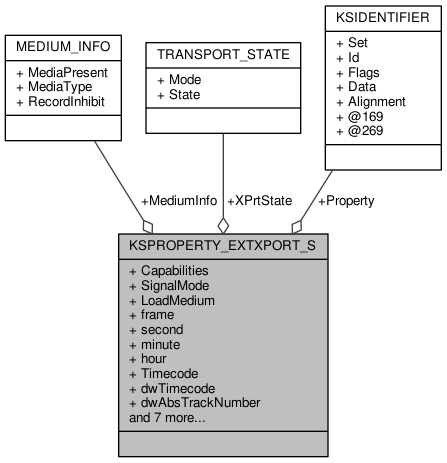 MEDIUM_INFO
+ MediaPresent
+ MediaType
+ RecordInhibit
TRANSPORT_STATE
+ Mode
+ State
KSIDENTIFIER
+ Set
+ Id
+ Flags
+ Data
+ Alignment
+ @169
+ @269
+MediumInfo
+XPrtState
+Property
KSPROPERTY_EXTXPORT_S
+ Capabilities
+ SignalMode
+ LoadMedium
+ frame
+ second
+ minute
+ hour
+ Timecode
+ dwTimecode
+ dwAbsTrackNumber
and 7 more...